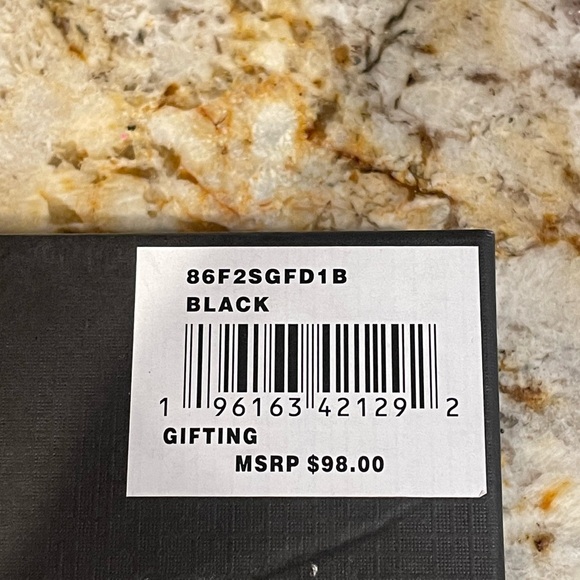 86F2SGFD1B
BLACK
1 96163 42129 2
GIFTING
MSRP $98.00